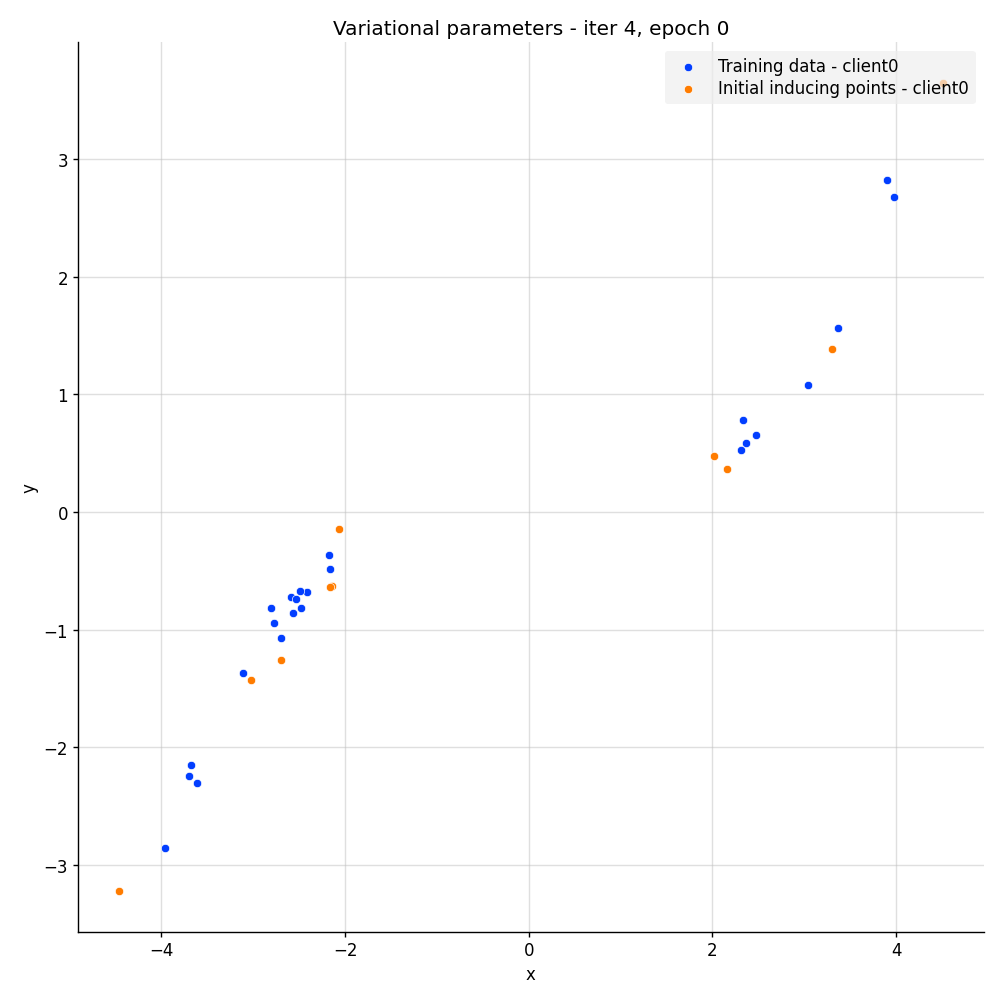 Variational parameters - iter 4, epoch 0
Training data - client0
Initial inducing points - client0
3
2
1
0
−1
−2
−3
y
−4
−2
0
2
4
x